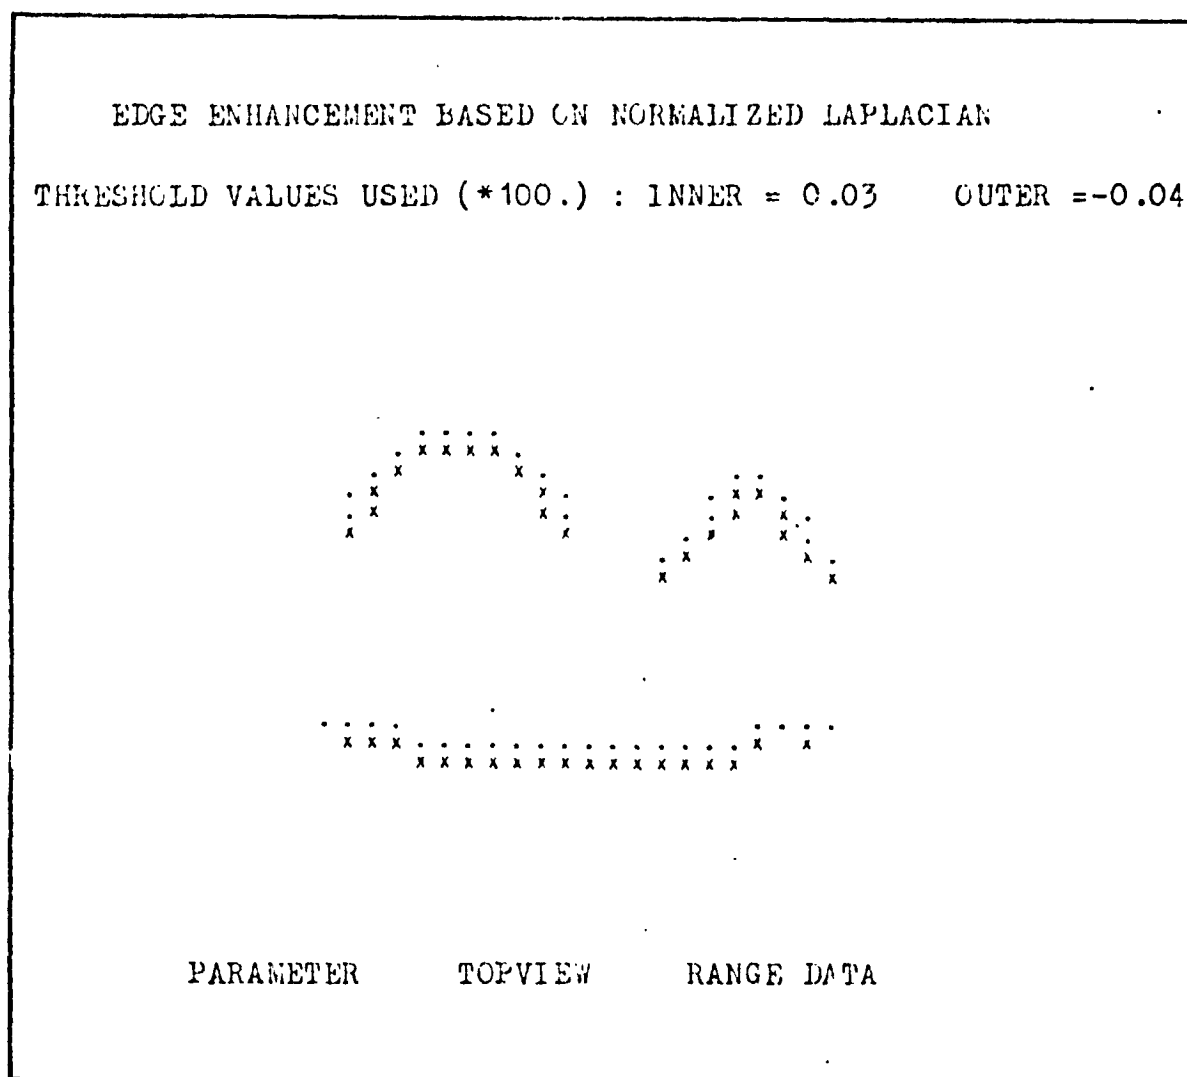 EDGE ENHANCEMENT BASED ON NORMALIZED LAPLACIAN
THRESHOLD VALUES USED (*100.) : INNER = 0.03 OUTER =-0.04
PARAMETER TOPVIEW RANGE DATA